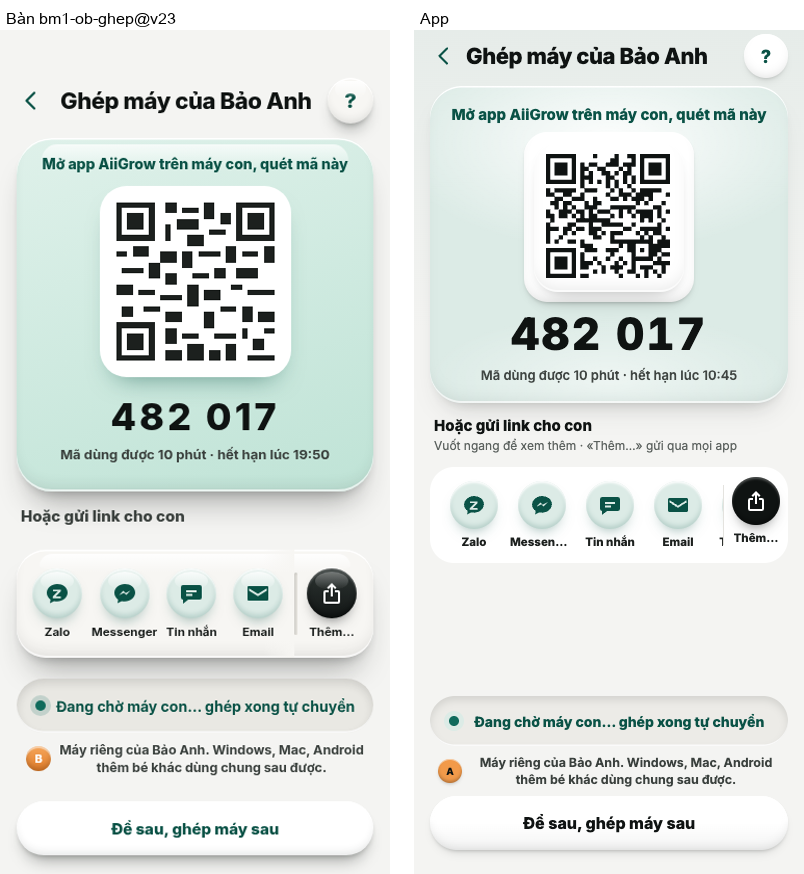 Bản bm1-ob-ghep@v23
Ghép máy của Bảo Anh
?
Mở app AiiGrow trên máy con, quét mã này
482 017
Mã dùng được 10 phút · hết hạn lúc 19:50
Hoặc gửi link cho con
Z
Zalo
Messenger
Tin nhắn
Email
Thêm...
Đang chờ máy con... ghép xong tự chuyển
B
Máy riêng của Bảo Anh. Windows, Mac, Android
thêm bé khác dùng chung sau được.
Để sau, ghép máy sau
App
Ghép máy của Bảo Anh
?
Mở app AiiGrow trên máy con, quét mã này
482 017
Mã dùng được 10 phút · hết hạn lúc 10:45
Hoặc gửi link cho con
Vuốt ngang để xem thêm · «Thêm...» gửi qua mọi app
Z
Zalo
Messen...
Tin nhắn
Email
Thêm...
Đang chờ máy con... ghép xong tự chuyển
A
Máy riêng của Bảo Anh. Windows, Mac, Android
thêm bé khác dùng chung sau được.
Để sau, ghép máy sau